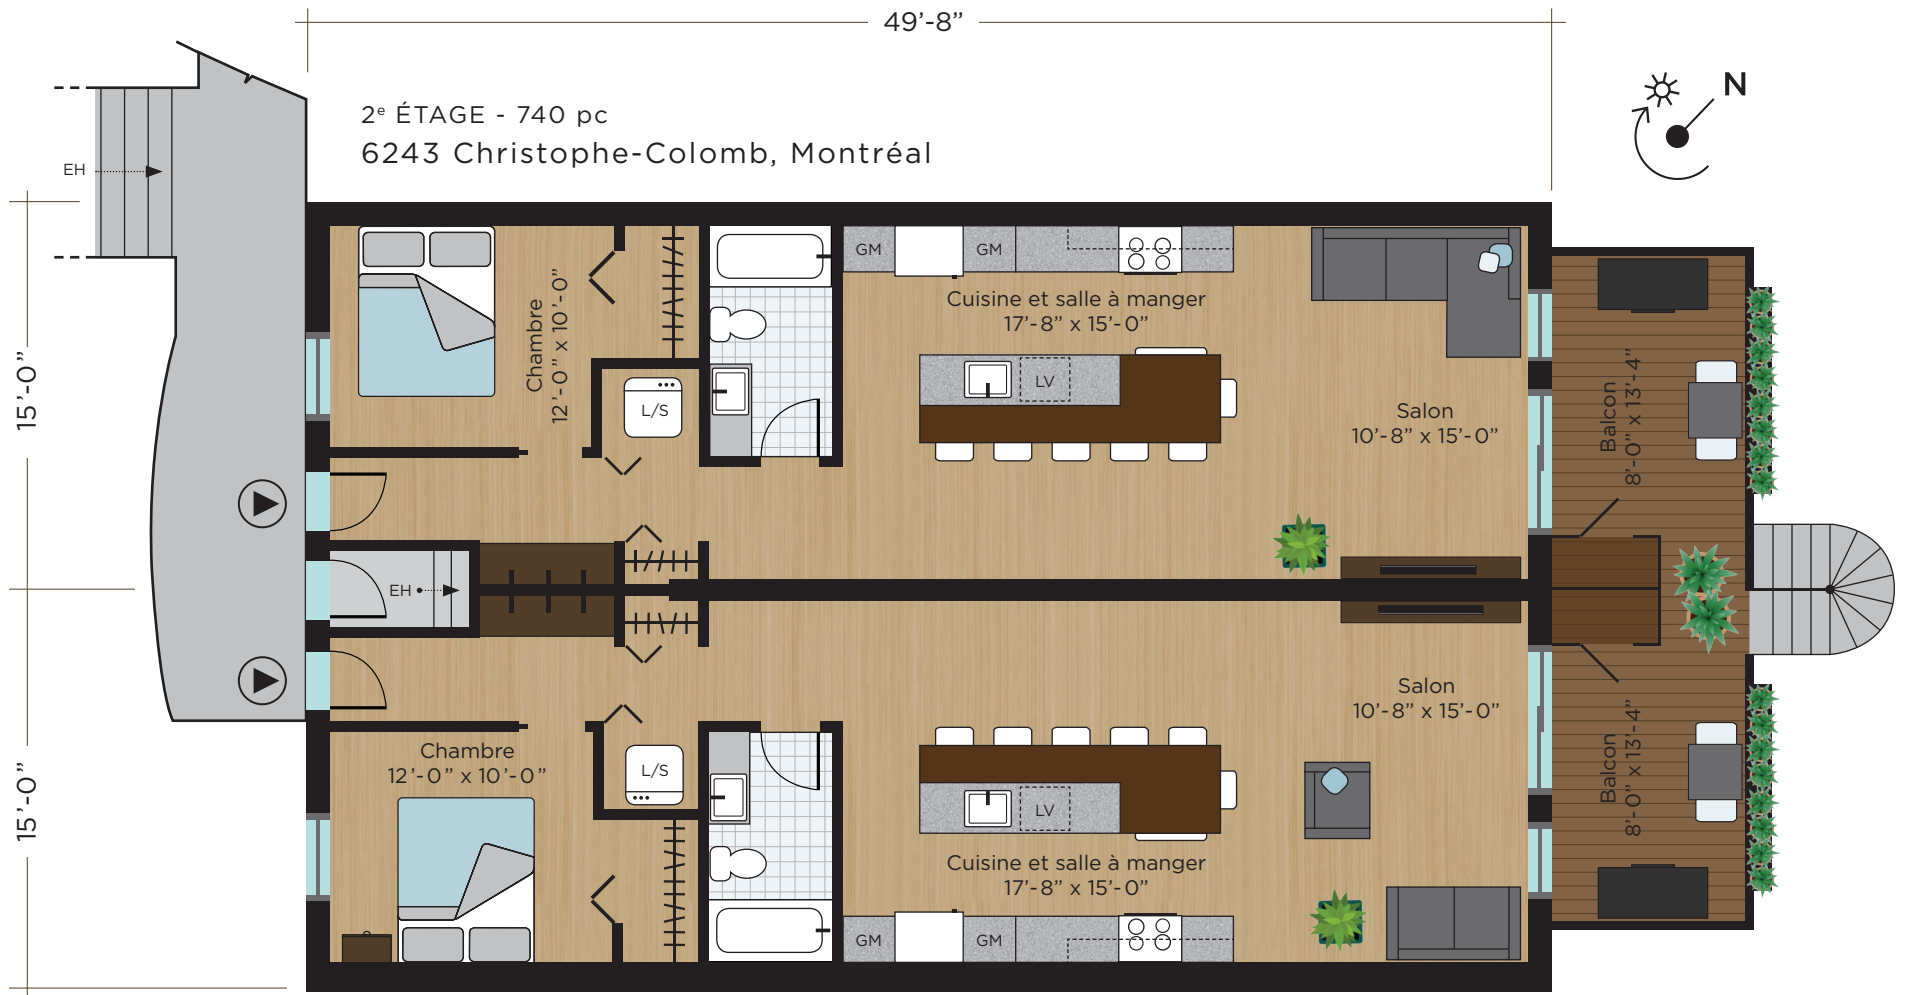 49'-8"
N
2e ÉTAGE - 740 pc
6243 Christophe-Colomb, Montréal
EH
15'-0"
Chambre
12'-0" x 10'-0"
L/S
GM
GM
Cuisine et salle à manger
17'-8" x 15'-0"
LV
Salon
10'-8" x 15'-0"
Balcon
8'-0" x 13'-4"
EH
15'-0"
Chambre
12'-0" x 10'-0"
L/S
LV
Cuisine et salle à manger
17'-8" x 15'-0"
GM
GM
Salon
10'-8" x 15'-0"
Balcon
8'-0" x 13'-4"